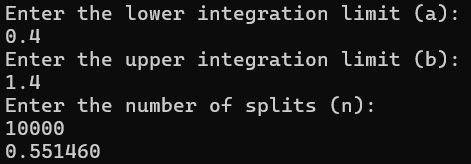 Enter the lower integration limit (a):
0.4
Enter the upper integration limit (b):
1.4
Enter the number of splits (n):
10000
0.551460